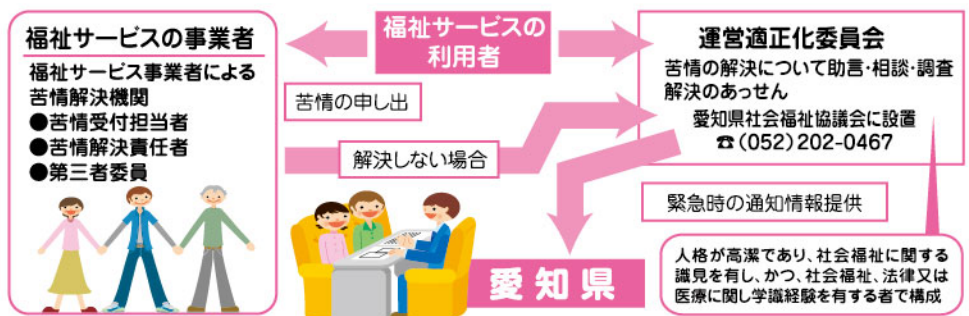 福祉サービスの事業者
福祉サービス事業者による
苦情解決機関
●苦情受付担当者
●苦情解決責任者
●第三者委員
福祉サービスの
利用者
苦情の申し出
解決しない場合
運営適正化委員会
苦情の解決について助言・相談・調査
解決のあっせん
愛知県社会福祉協議会に設置
☎(052)202-0467
緊急時の通知情報提供
愛知県
人格が高潔であり、社会福祉に関する
識見を有し、かつ、社会福祉、法律又は
医療に関し学識経験を有する者で構成